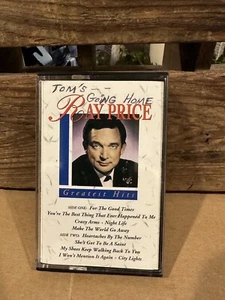 TOM'S
GOING HOME
RAY PRICE
Greatest Hits
SIDE ONE: For The Good Times
You're The Best Thing That Ever Happened To Me
Crazy Arms - Night Life
Make The World Go Away
SIDE TWO: Heartaches By The Number
She's Got To Be A Saint
My Shoes Keep Walking Back To You
I Won't Mention It Again - City Lights